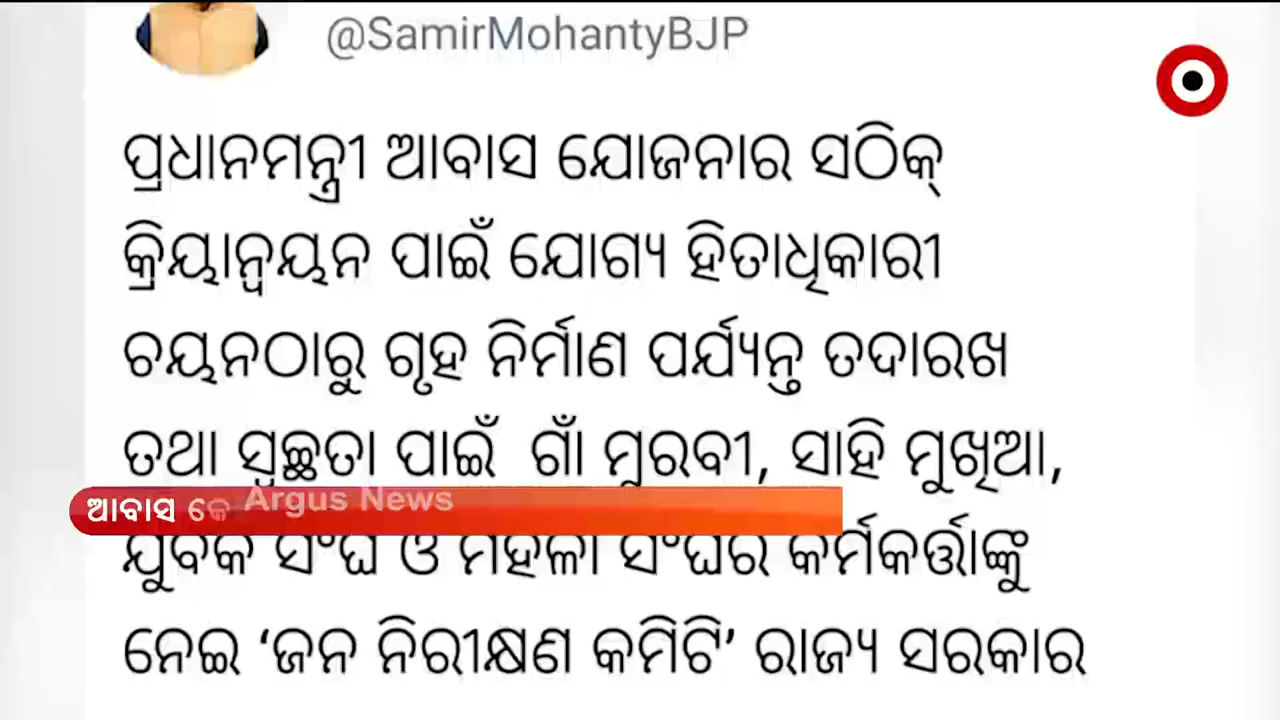 @SamirMohantyBJP
ପ୍ରଧାନମନ୍ତ୍ରୀ ଆବାସ ଯୋଜନାର ସଠିକ୍
କ୍ରିୟାନ୍ୱୟନ ପାଇଁ ଯୋଗ୍ୟ ହିତାଧିକାରୀ
ଚୟନଠାରୁ ଗୃହ ନିର୍ମାଣ ପର୍ଯ୍ୟନ୍ତ ତଦାରଖ
ତଥା ସ୍ୱଚ୍ଛତା ପାଇଁ ଗାଁ ମୁରବୀ, ସାହି ମୁଖିଆ,
ଆବାସ କେ Argus News
ଯୁବକ ସଂଘ ଓ ମହିଳା ସଂଘର କର୍ମକର୍ତ୍ତାଙ୍କୁ
ନେଇ ‘ଜନ ନିରୀକ୍ଷଣ କମିଟି’ ରାଜ୍ୟ ସରକାର